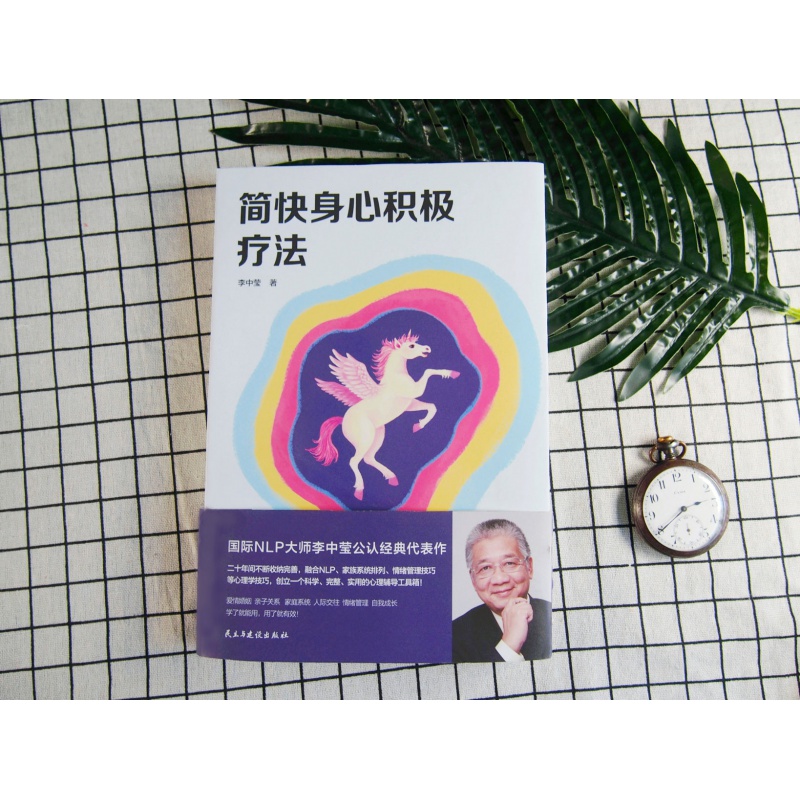 简快身心积极
疗法
李中莹 著
国际NLP大师李中莹公认经典代表作
二十年间不断收纳完善,融合NLP、家族系统排列、情绪管理技巧
等心理学技巧,创立一个科学、完整、实用的心理辅导工具箱!
爱情婚姻 亲子关系 家庭系统 人际交往 情绪管理 自我成长
学了就能用,用了就有效!
民主与建设出版社